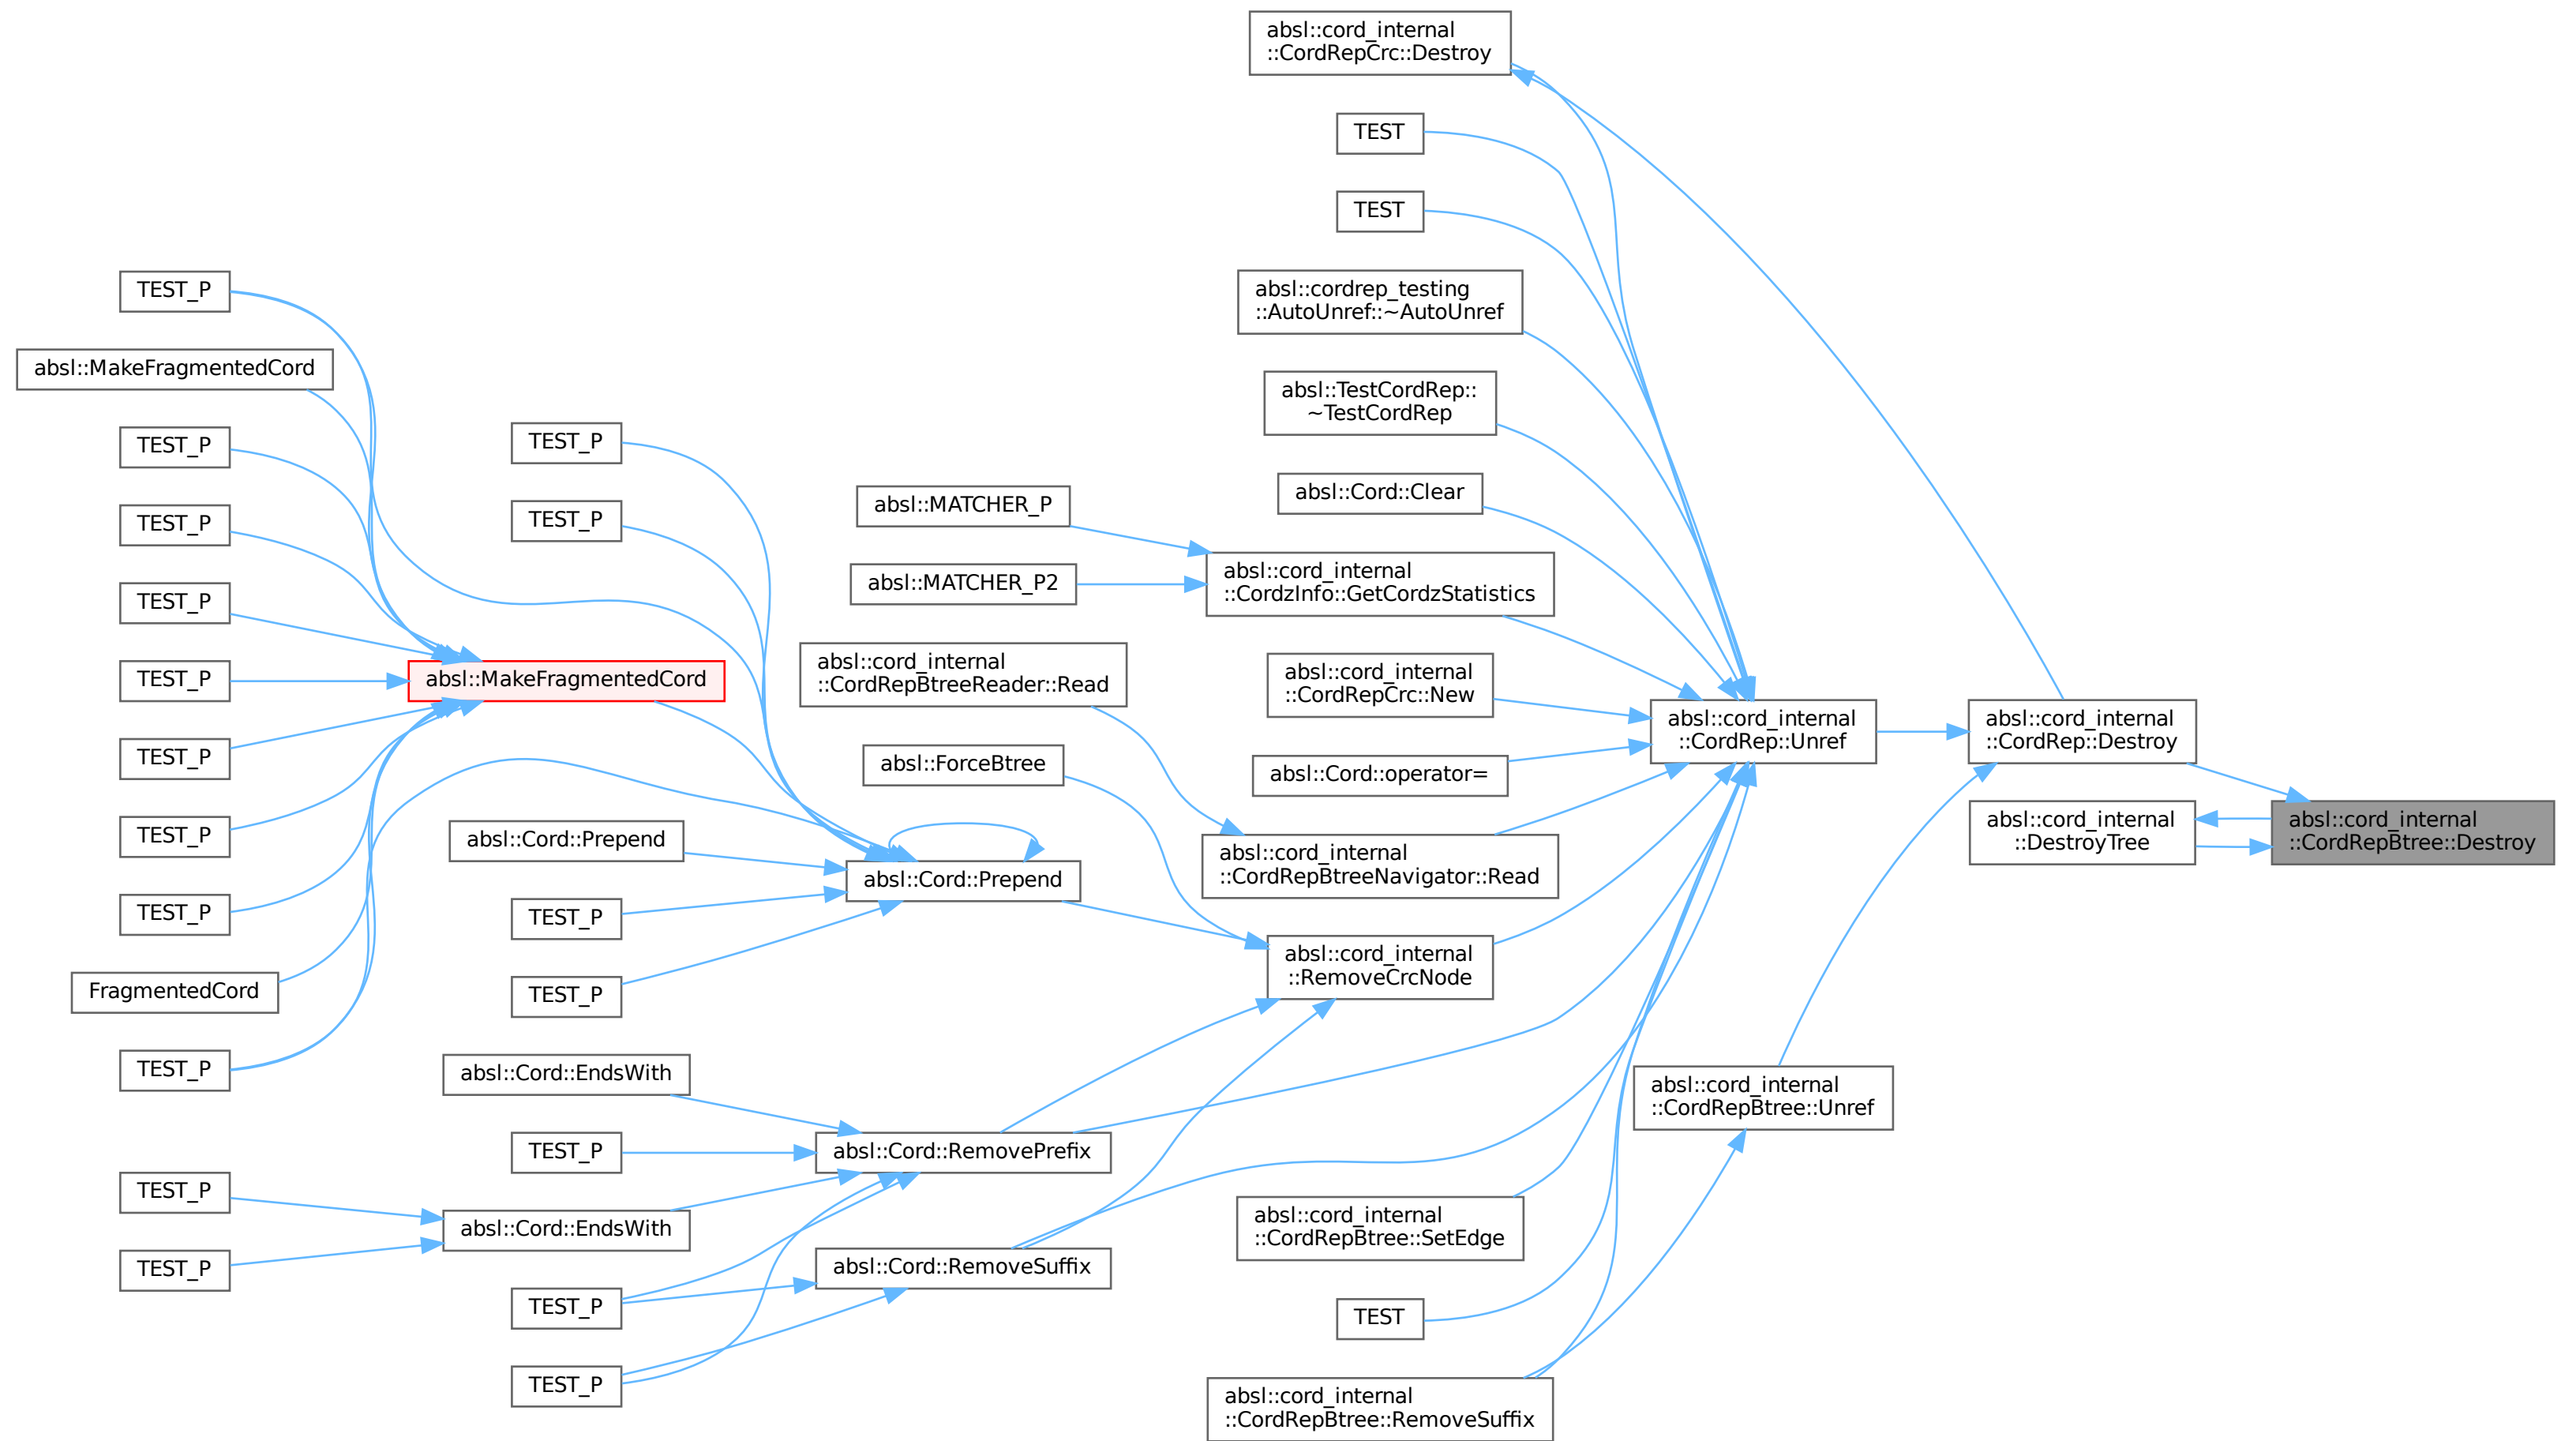 absl::cord_internal
::CordRepCrc::Destroy
TEST
TEST
absl::cordrep_testing
::AutoUnref::~AutoUnref
absl::TestCordRep::
~TestCordRep
absl::Cord::Clear
absl::cord_internal
::CordzInfo::GetCordzStatistics
absl::cord_internal
::CordRepCrc::New
absl::Cord::operator=
absl::cord_internal
::CordRepBtreeNavigator::Read
absl::cord_internal
::RemoveCrcNode
absl::cord_internal
::CordRepBtree::SetEdge
TEST
absl::cord_internal
::CordRepBtree::RemoveSuffix
TEST_P
absl::MakeFragmentedCord
TEST_P
TEST_P
TEST_P
TEST_P
TEST_P
TEST_P
TEST_P
FragmentedCord
TEST_P
TEST_P
TEST_P
absl::MakeFragmentedCord
TEST_P
TEST_P
absl::Cord::Prepend
TEST_P
TEST_P
absl::Cord::EndsWith
TEST_P
absl::Cord::EndsWith
TEST_P
TEST_P
absl::MATCHER_P
absl::MATCHER_P2
absl::cord_internal
::CordRepBtreeReader::Read
absl::ForceBtree
absl::Cord::Prepend
absl::Cord::RemovePrefix
absl::Cord::RemoveSuffix
absl::cord_internal
::CordRep::Unref
absl::cord_internal
::CordRepBtree::Unref
absl::cord_internal
::CordRep::Destroy
absl::cord_internal
::DestroyTree
absl::cord_internal
::CordRepBtree::Destroy